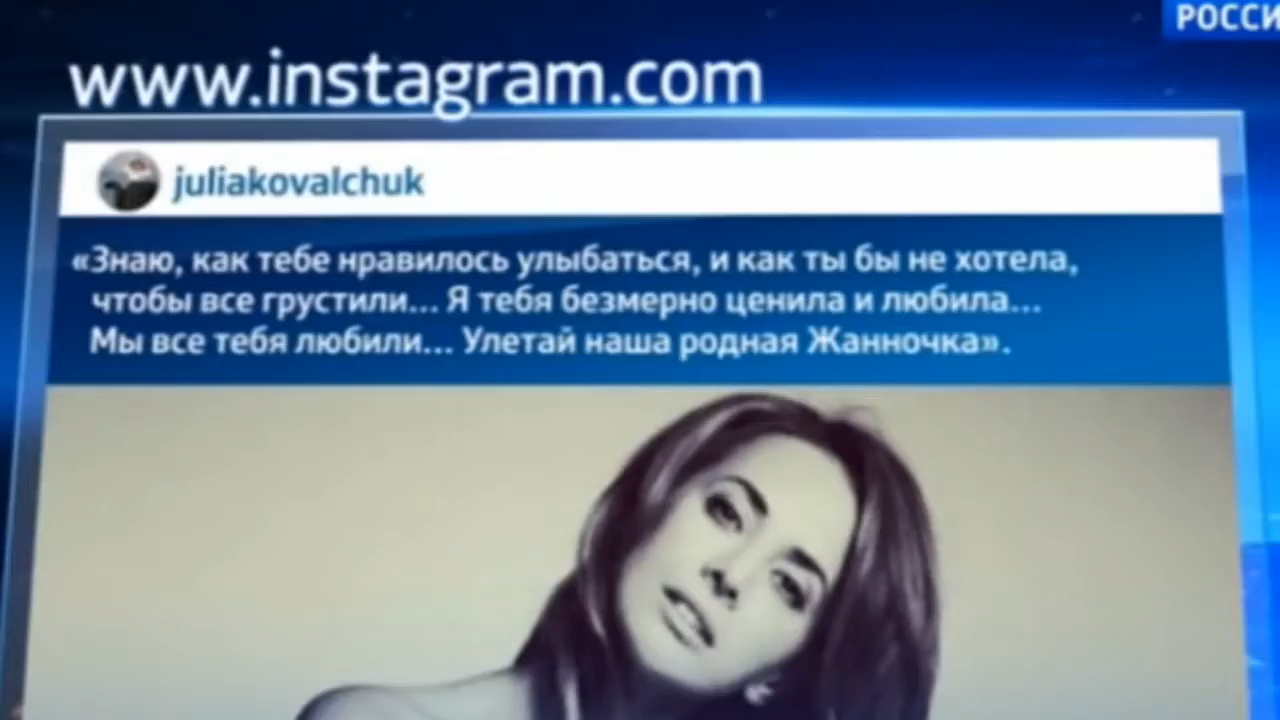 РОССИ
www.instagram.com
juliakovalchuk
«Знаю, как тебе нравилось улыбаться, и как ты бы не хотела,
чтобы все грустили... Я тебя безмерно ценила и любила...
Мы все тебя любили... Улетай наша родная Жанночка».